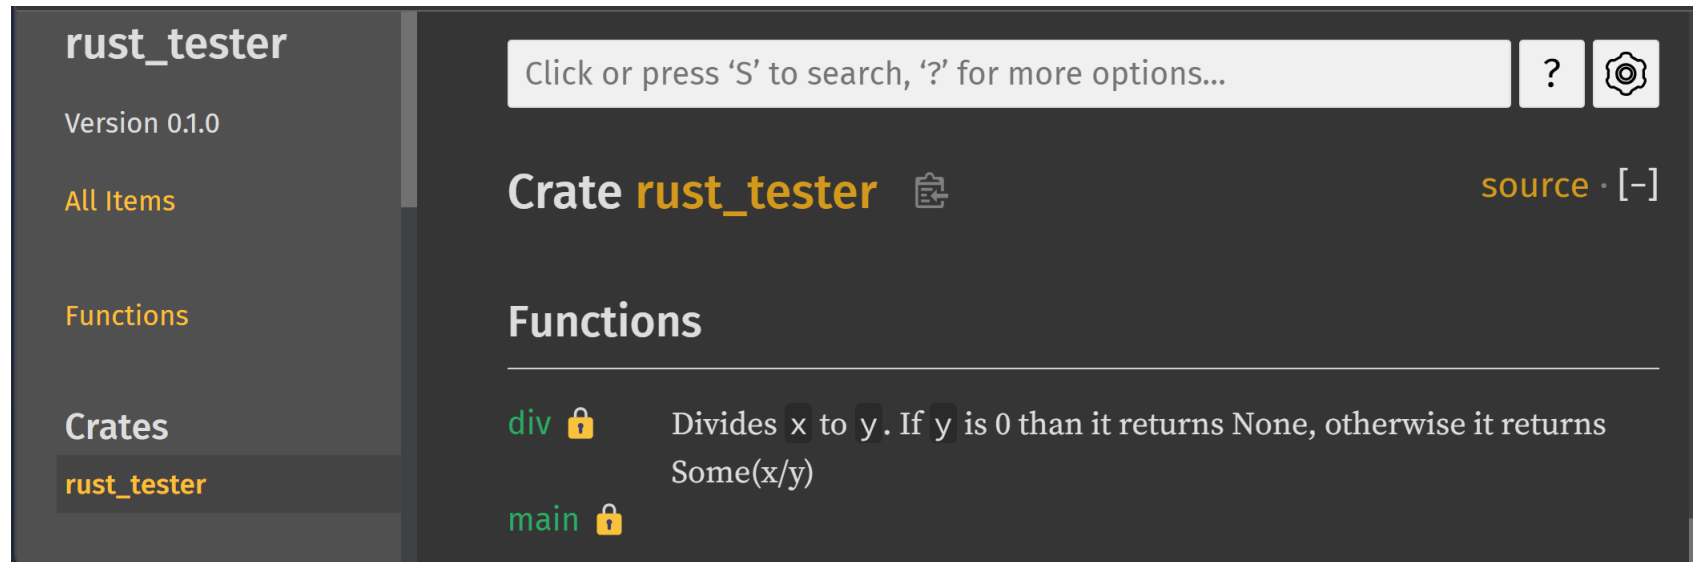 rust_tester
Version 0.1.0
All Items
Functions
Crates
rust_tester
Click or press ‘S’ to search, ‘?’ for more options…
?
Crate rust_tester
source · [-]
Functions
div 🔒 Divides x to y. If y is 0 than it returns None, otherwise it returns
Some(x/y)
main 🔒